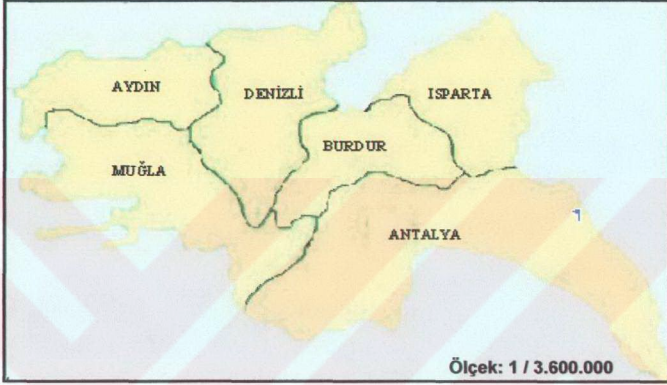 AYDIN
DENİZLİ
ISPARTA
BURDUR
MUĞLA
ANTALYA
Ölçek: 1 / 3.600.000